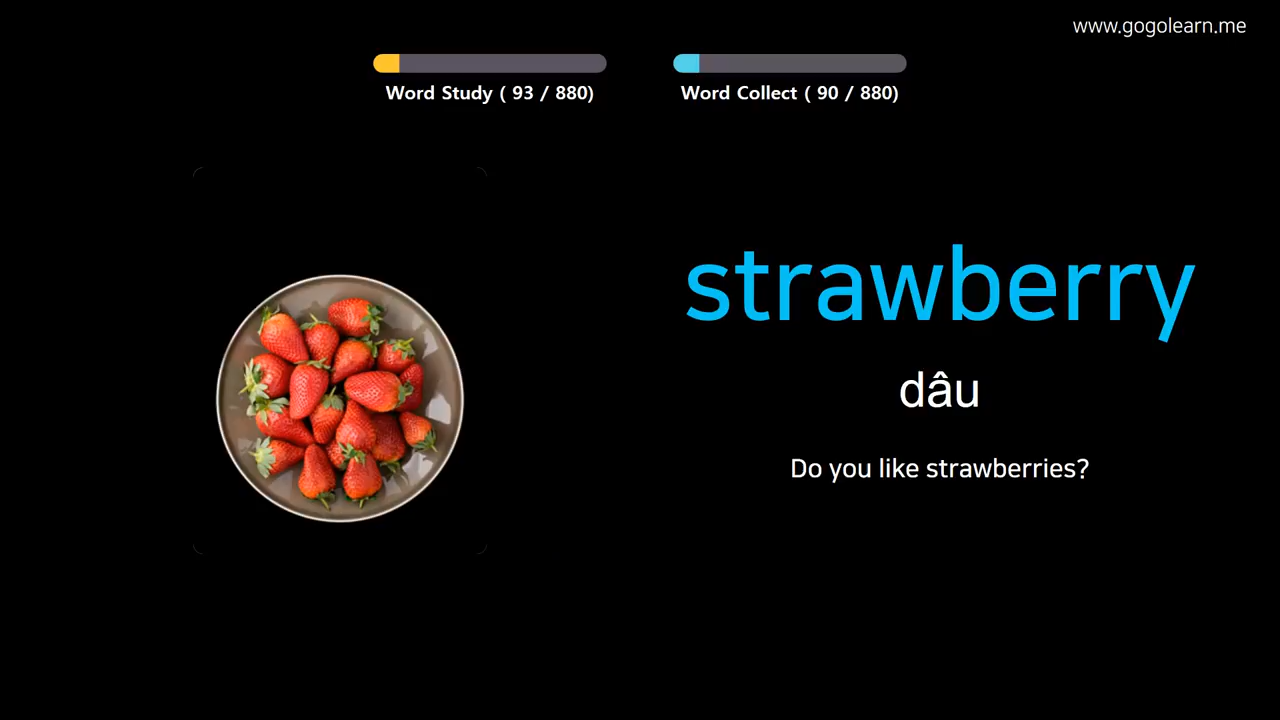 www.gogolearn.me
Word Study ( 93 / 880)
Word Collect ( 90 / 880)
strawberry
dâu
Do you like strawberries?